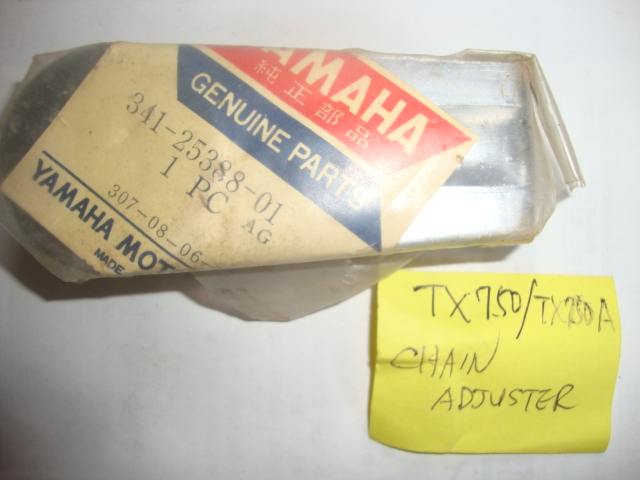 YAMAHA
純正部品
GENUINE PARTS
341-25388-01
1 PC AG
307-08-06-
YAMAHA MOT
MADE
TX750/TX750A
CHAIN
ADJUSTER